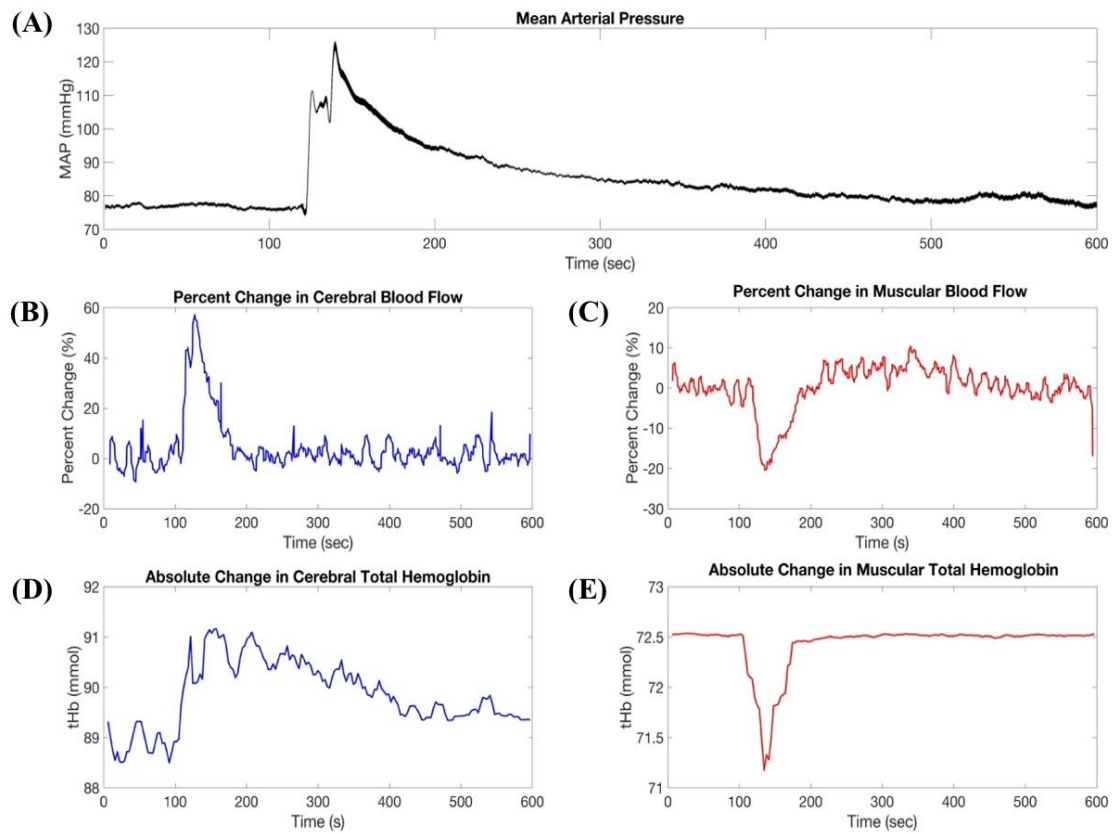 (A)
Mean Arterial Pressure
130
120
110
100
90
80
70
MAP (mmHg)
0 100 200 300 400 500 600
Time (sec)
(B)
Percent Change in Cerebral Blood Flow
60
40
20
0
-20
Percent Change (%)
0 100 200 300 400 500 600
Time (sec)
(C)
Percent Change in Muscular Blood Flow
20
10
0
-10
-20
-30
Percent Change (%)
0 100 200 300 400 500 600
Time (s)
(D)
Absolute Change in Cerebral Total Hemoglobin
92
91
90
89
88
tHb (mmol)
0 100 200 300 400 500 600
Time (s)
(E)
Absolute Change in Muscular Total Hemoglobin
73
72.5
72
71.5
71
tHb (mmol)
0 100 200 300 400 500 600
Time (sec)